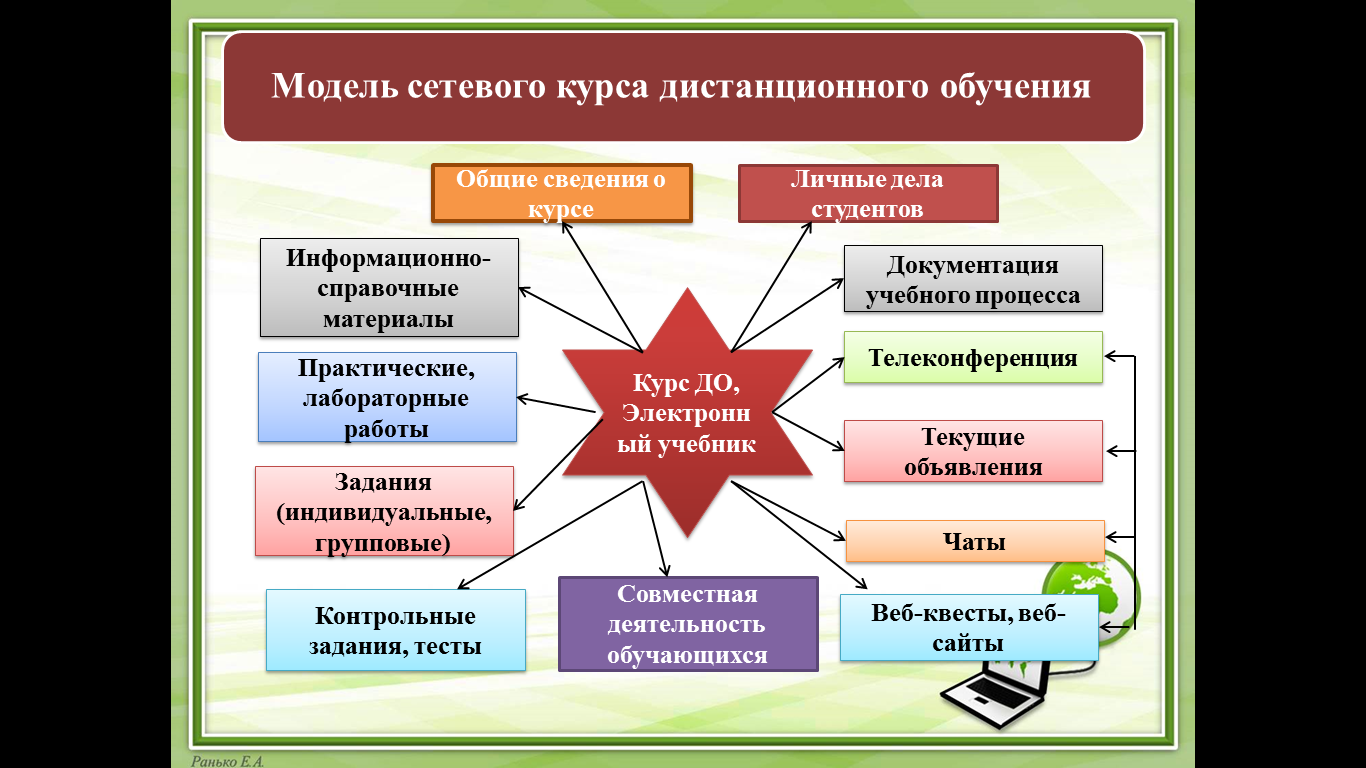 Модель сетевого курса дистанционного обучения
Общие сведения о
курсе
Личные дела
студентов
Информационно-
справочные
материалы
Документация
учебного процесса
Практические,
лабораторные
работы
Телеконференция
Курс ДО,
Электронн
ый учебник
Текущие
объявления
Задания
(индивидуальные,
групповые)
Чаты
Контрольные
задания, тесты
Совместная
деятельность
обучающихся
Веб-квесты, веб-
сайты
Ранько Е.А.